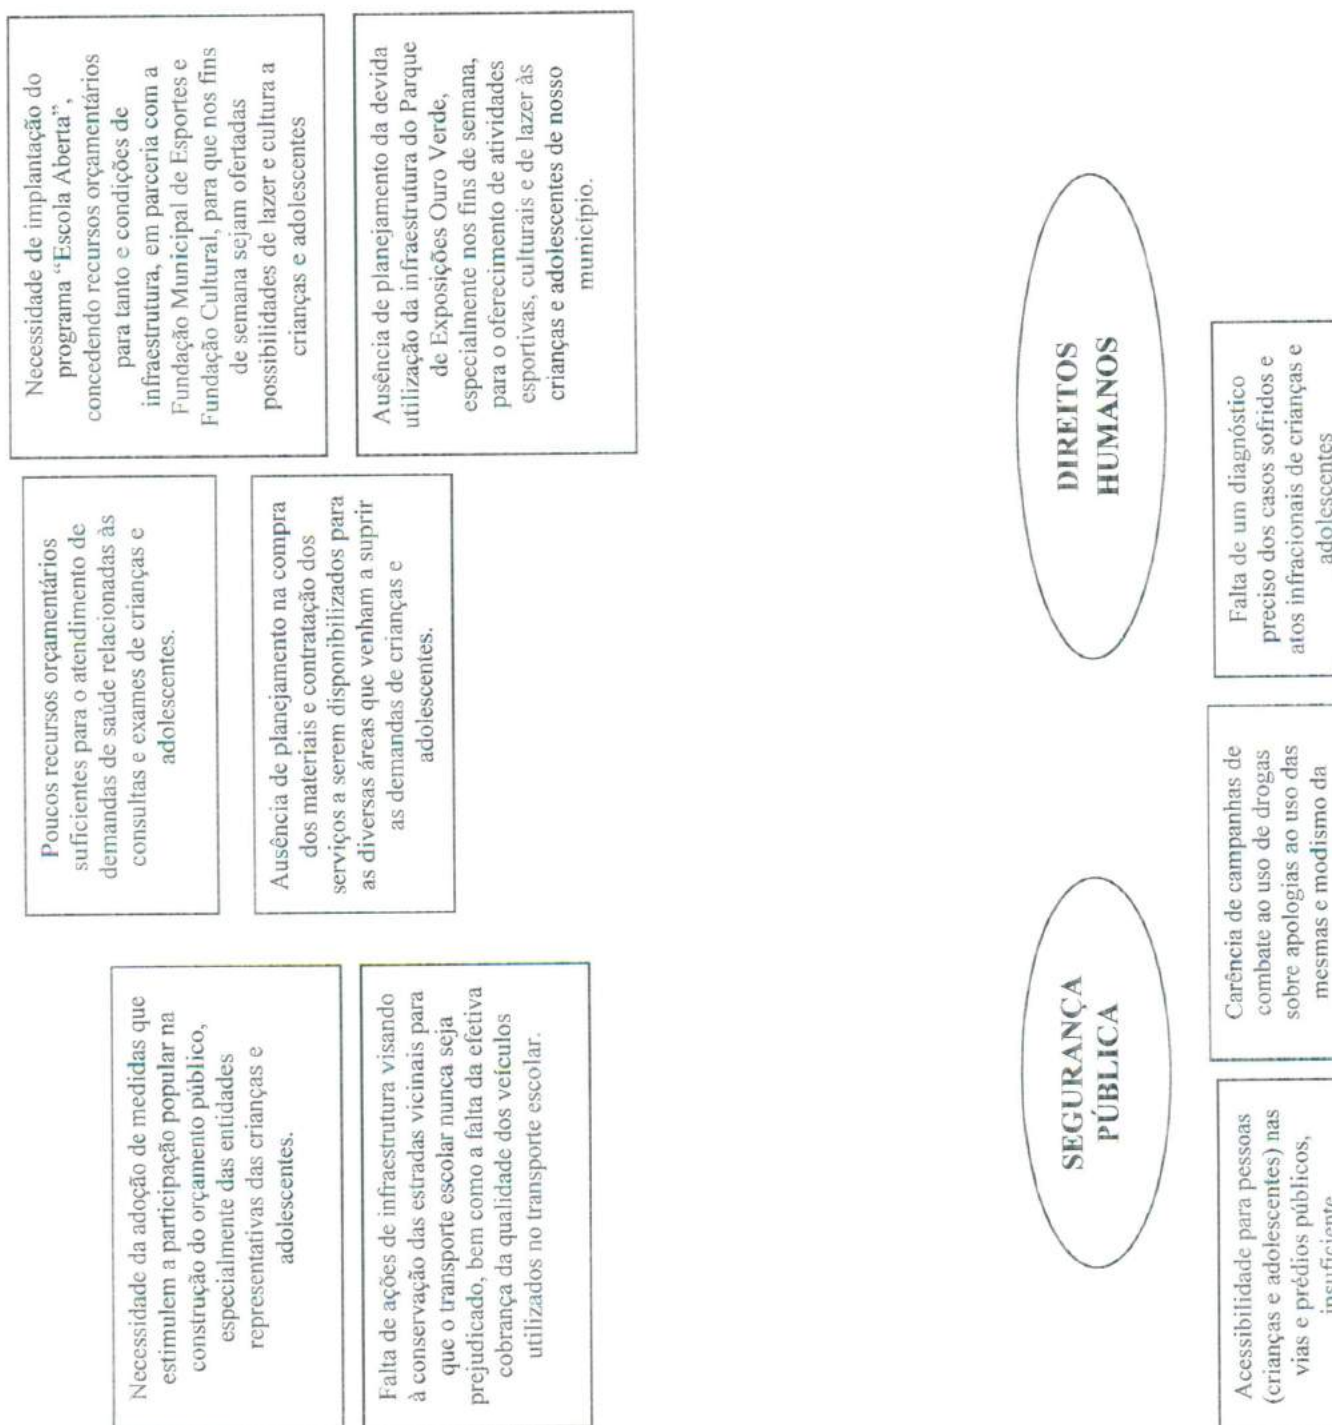 Necessidade da adoção de medidas que
estimulem a participação popular na
construção do orçamento público,
especialmente das entidades
representativas das crianças e
adolescentes.
Poucos recursos orçamentários
suficientes para o atendimento de
demandas de saúde relacionadas às
consultas e exames de crianças e
adolescentes.
Necessidade de implantação do
programa “Escola Aberta”,
concedendo recursos orçamentários
para tanto e condições de
infraestrutura, em parceria com a
Fundação Municipal de Esportes e
Fundação Cultural, para que nos fins
de semana sejam ofertadas
possibilidades de lazer e cultura a
crianças e adolescentes
Falta de ações de infraestrutura visando
à conservação das estradas vicinais para
que o transporte escolar nunca seja
prejudicado, bem como a falta da efetiva
cobrança da qualidade dos veículos
utilizados no transporte escolar.
Ausência de planejamento na compra
dos materiais e contratação dos
serviços a serem disponibilizados para
as diversas áreas que venham a suprir
as demandas de crianças e
adolescentes.
Ausência de planejamento da devida
utilização da infraestrutura do Parque
de Exposições Ouro Verde,
especialmente nos fins de semana,
para o oferecimento de atividades
esportivas, culturais e de lazer às
crianças e adolescentes de nosso
município.
SEGURANÇA
PÚBLICA
DIREITOS
HUMANOS
Acessibilidade para pessoas
(crianças e adolescentes) nas
vias e prédios públicos,
insuficiente
Carência de campanhas de
combate ao uso de drogas
sobre apologias ao uso das
mesmas e modismo da
Falta de um diagnóstico
preciso dos casos sofridos e
atos infracionais de crianças e
adolescentes